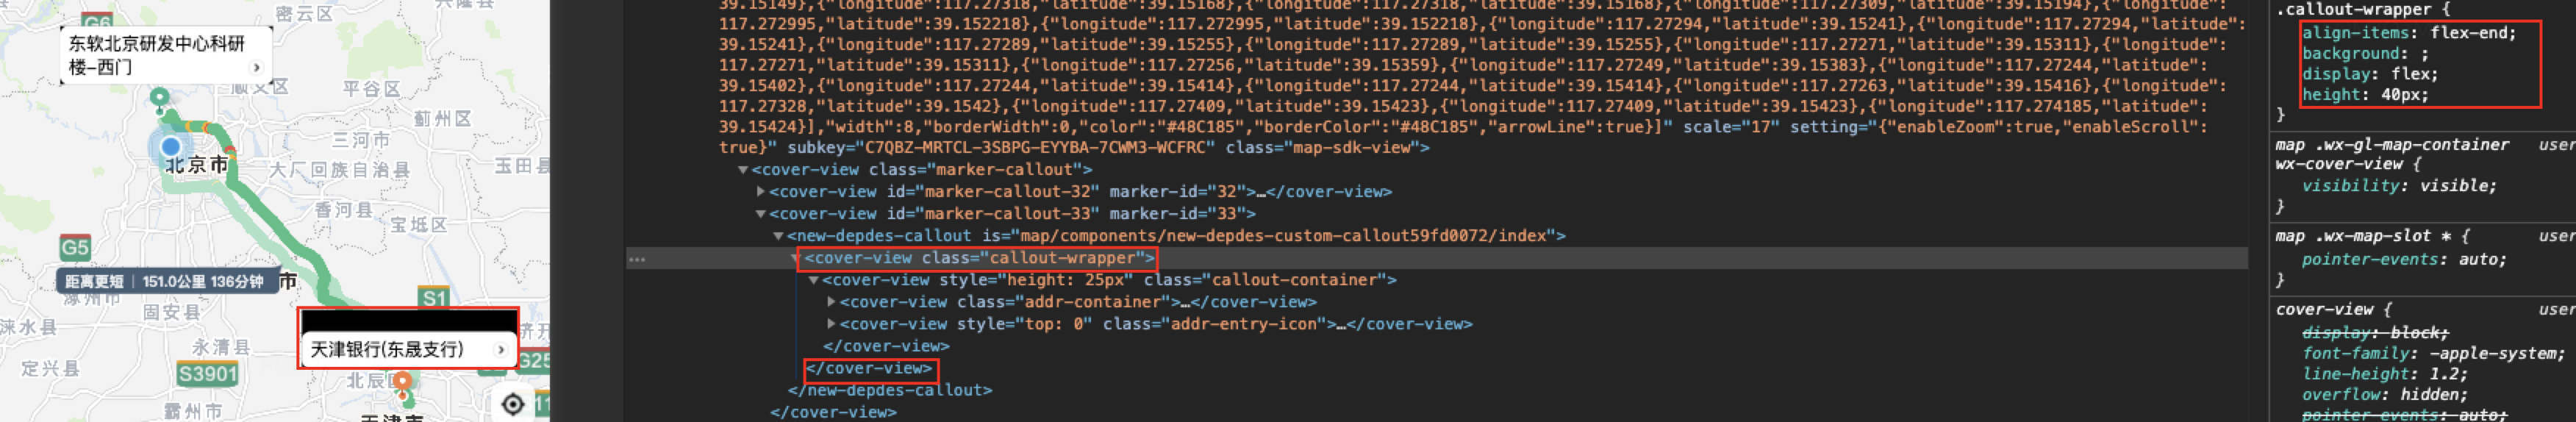 密云区
兴隆县
G6
东软北京研发中心科研
楼-西门
顺义区
平谷区
蓟州区
三河市
北京市
大厂回族自治县
玉田县
香河县
宝坻区
G5
距离更短 151.0公里 136分钟
市
涿州市
S1
固安县
涞水县
天津银行(东晟支行)
济开
永清县
定兴县
S3901
G25
北辰区
霸州市
天津市
11
39.15149},{"longitude":117.27318,"latitude":39.15168},{"longitude":117.27318,"latitude":39.15168},{"longitude":117.27309,"latitude":39.15194},{"longitude":
117.272995,"latitude":39.152218},{"longitude":117.272995,"latitude":39.152218},{"longitude":117.27294,"latitude":39.15241},{"longitude":117.27294,"latitude":
39.15241},{"longitude":117.27289,"latitude":39.15255},{"longitude":117.27289,"latitude":39.15255},{"longitude":117.27271,"latitude":39.15311},{"longitude":
117.27271,"latitude":39.15311},{"longitude":117.27256,"latitude":39.15359},{"longitude":117.27249,"latitude":39.15383},{"longitude":117.27244,"latitude":
39.15402},{"longitude":117.27244,"latitude":39.15414},{"longitude":117.27244,"latitude":39.15414},{"longitude":117.27263,"latitude":39.15416},{"longitude":
117.27328,"latitude":39.1542},{"longitude":117.27409,"latitude":39.15423},{"longitude":117.27409,"latitude":39.15423},{"longitude":117.274185,"latitude":
39.15424}],"width":8,"borderWidth":0,"color":"#48C185","borderColor":"#48C185","arrowLine":true}]" scale="17" setting="{"enableZoom":true,"enableScroll":
true}" subkey="C7QBZ-MRTCL-3SBPG-EYYBA-7CWM3-WCFRC" class="map-sdk-view">
<cover-view class="marker-callout">
<cover-view id="marker-callout-32" marker-id="32">…</cover-view>
<cover-view id="marker-callout-33" marker-id="33">
<new-depdes-callout is="map/components/new-depdes-custom-callout59fd0072/index">
<cover-view class="callout-wrapper">
<cover-view style="height: 25px" class="callout-container">
<cover-view class="addr-container">…</cover-view>
<cover-view style="top: 0" class="addr-entry-icon">…</cover-view>
</cover-view>
</cover-view>
</new-depdes-callout>
</cover-view>
.callout-wrapper {
align-items: flex-end;
background: ;
display: flex;
height: 40px;
}
map .wx-gl-map-container user
wx-cover-view {
visibility: visible;
}
map .wx-map-slot * { user
pointer-events: auto;
}
cover-view { user
display: block;
font-family: -apple-system;
line-height: 1.2;
overflow: hidden;
pointer-events: auto;